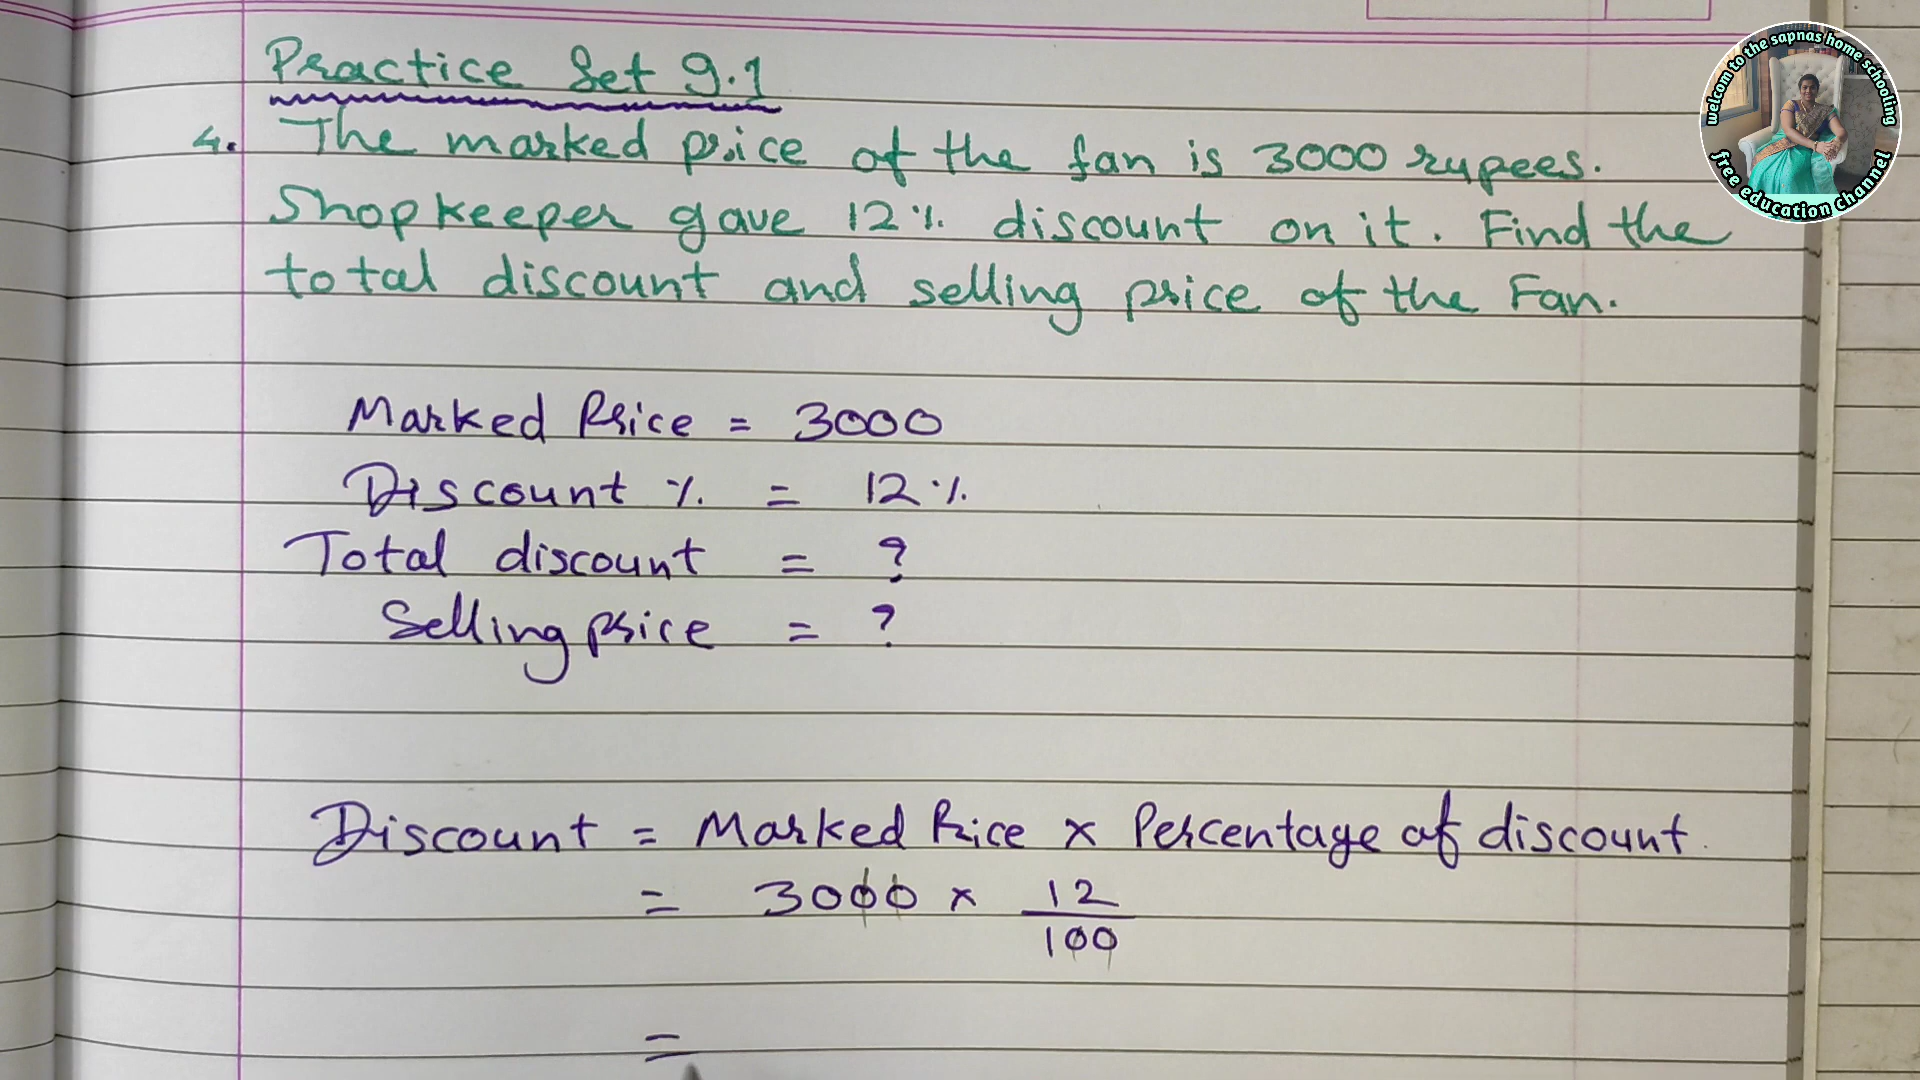 Practice Set 9.1
4. The marked price of the fan is 3000 rupees.
Shopkeeper gave 12% discount on it. Find the
total discount and selling price of the Fan.
Marked Price = 3000
Discount % = 12%
Total discount = ?
Selling price = ?
Discount = Marked Price x Percentage of discount.
= 3000 x 12/100
=
welcom to the sapnas home schooling
free education channel